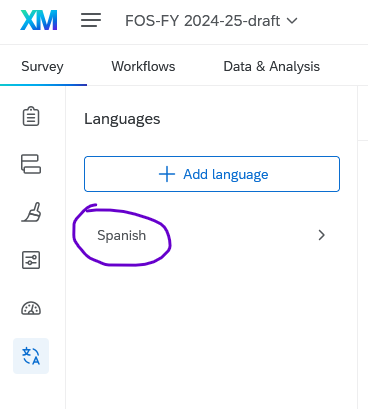 XM
FOS-FY 2024-25-draft
Survey Workflows Data & Analysis
Languages
+ Add language
Spanish